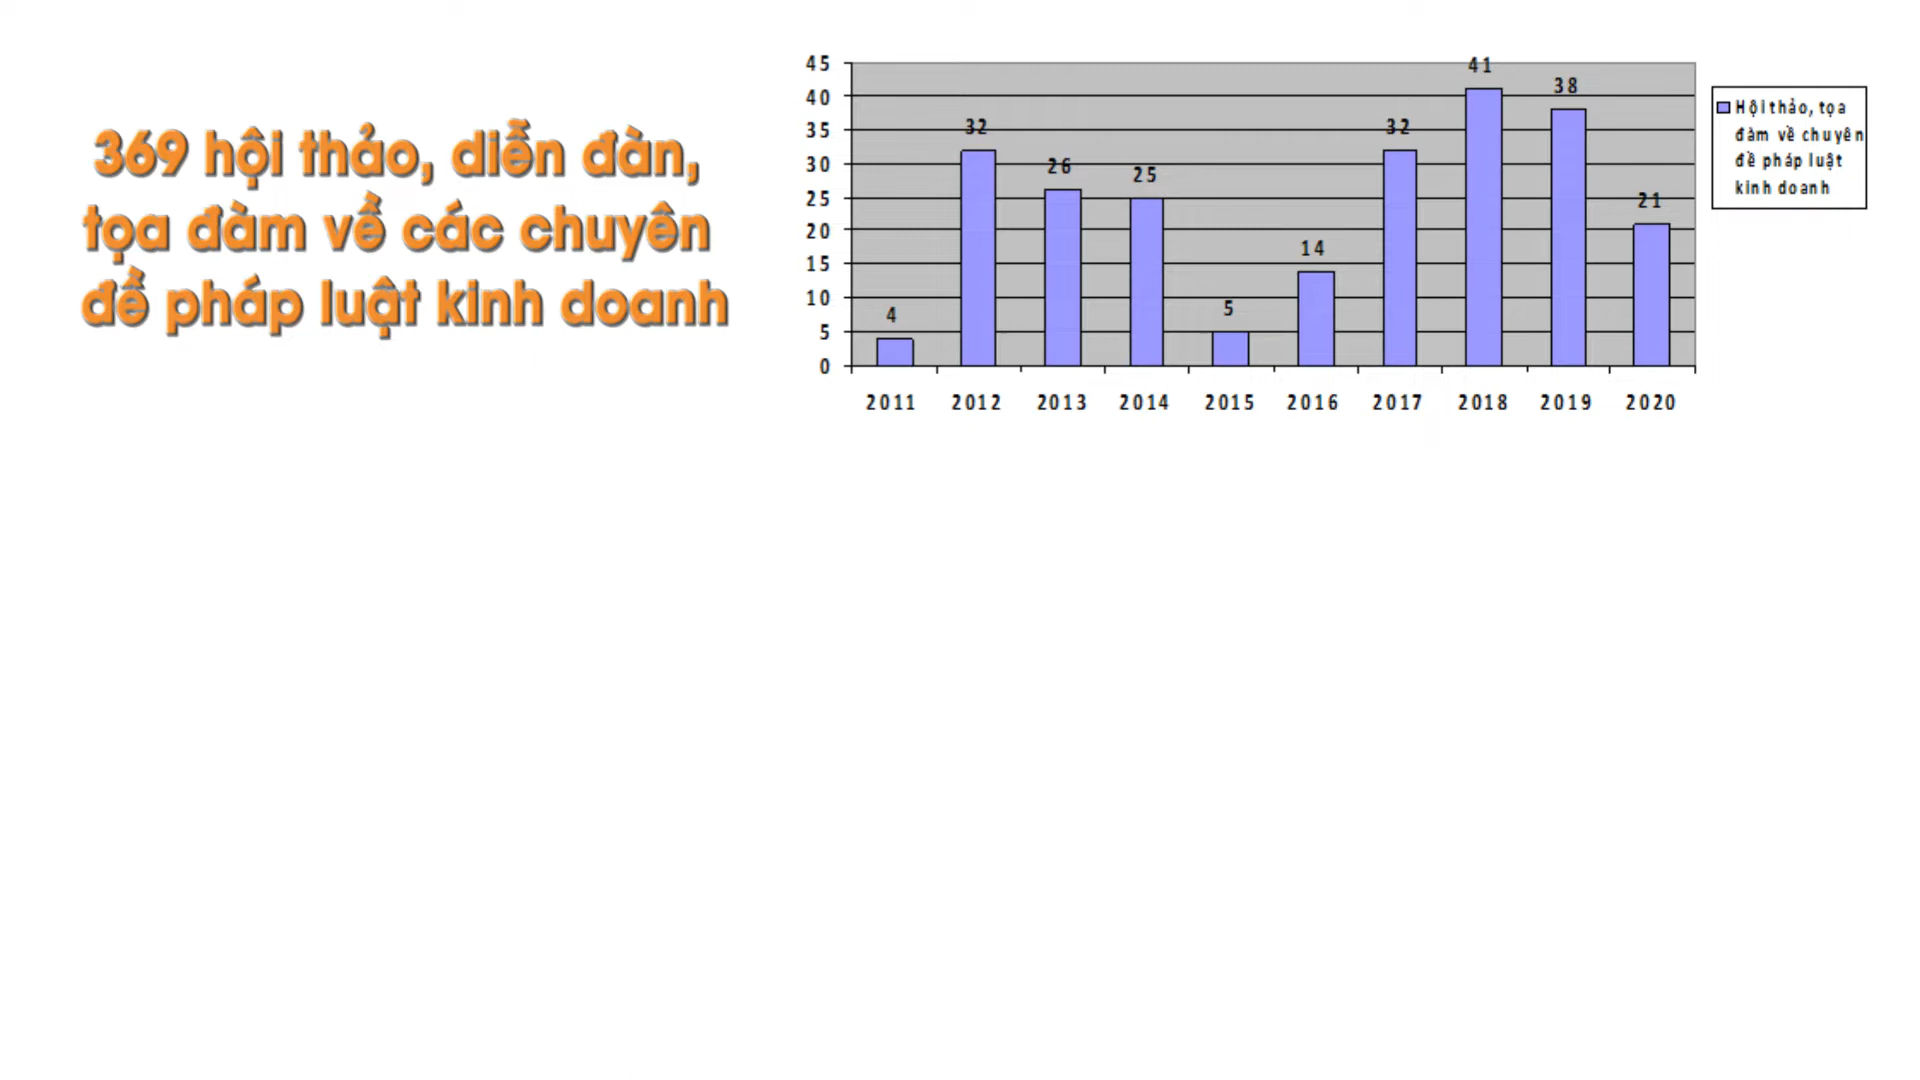 369 hội thảo, diễn đàn,
tọa đàm về các chuyên
đề pháp luật kinh doanh
45
40
35
30
25
20
15
10
5
0
4
32
26
25
5
14
32
41
38
21
2011 2012 2013 2014 2015 2016 2017 2018 2019 2020
Hội thảo, tọa
đàm về chuyên
đề pháp luật
kinh doanh